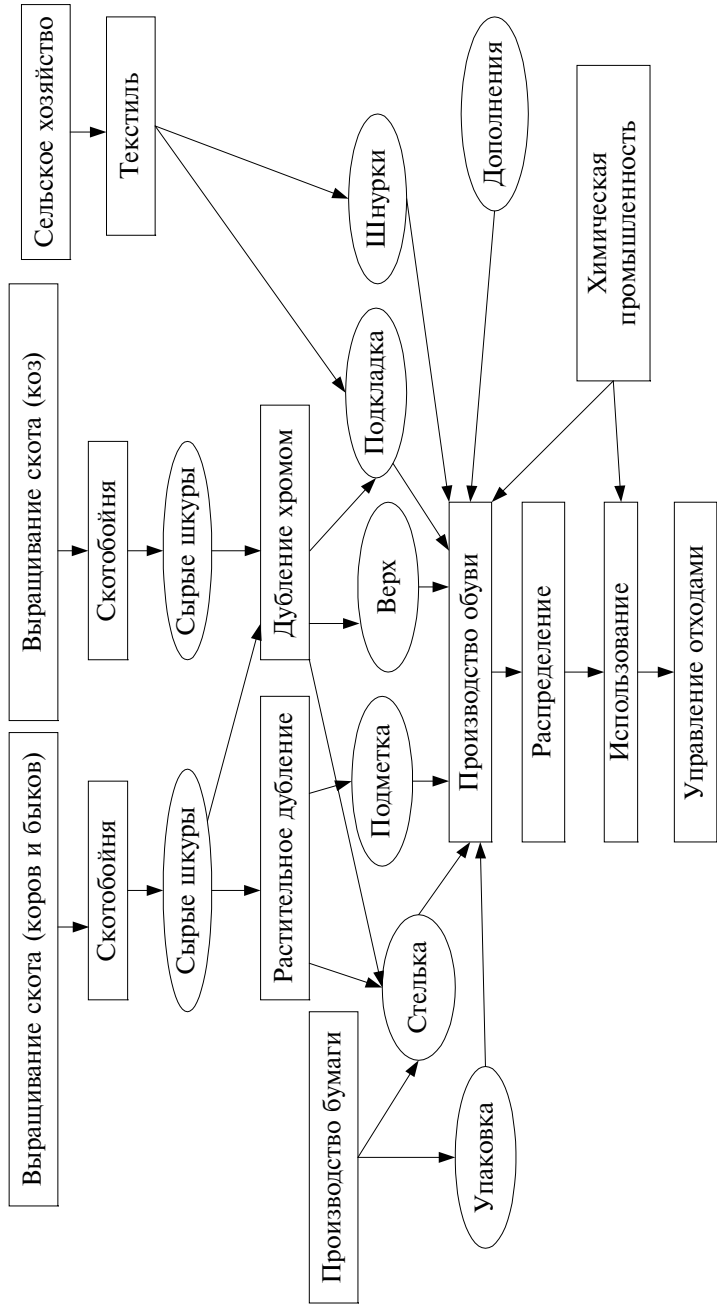 Выращивание скота (коров и быков)
Выращивание скота (коз)
Сельское хозяйство
Скотобойня
Скотобойня
Текстиль
Сырые шкуры
Сырые шкуры
Растительное дубление
Дубление хромом
Производство бумаги
Подметка
Верх
Подкладка
Шнурки
Стелька
Упаковка
Производство обуви
Дополнения
Распределение
Химическая
промышленность
Использование
Управление отходами